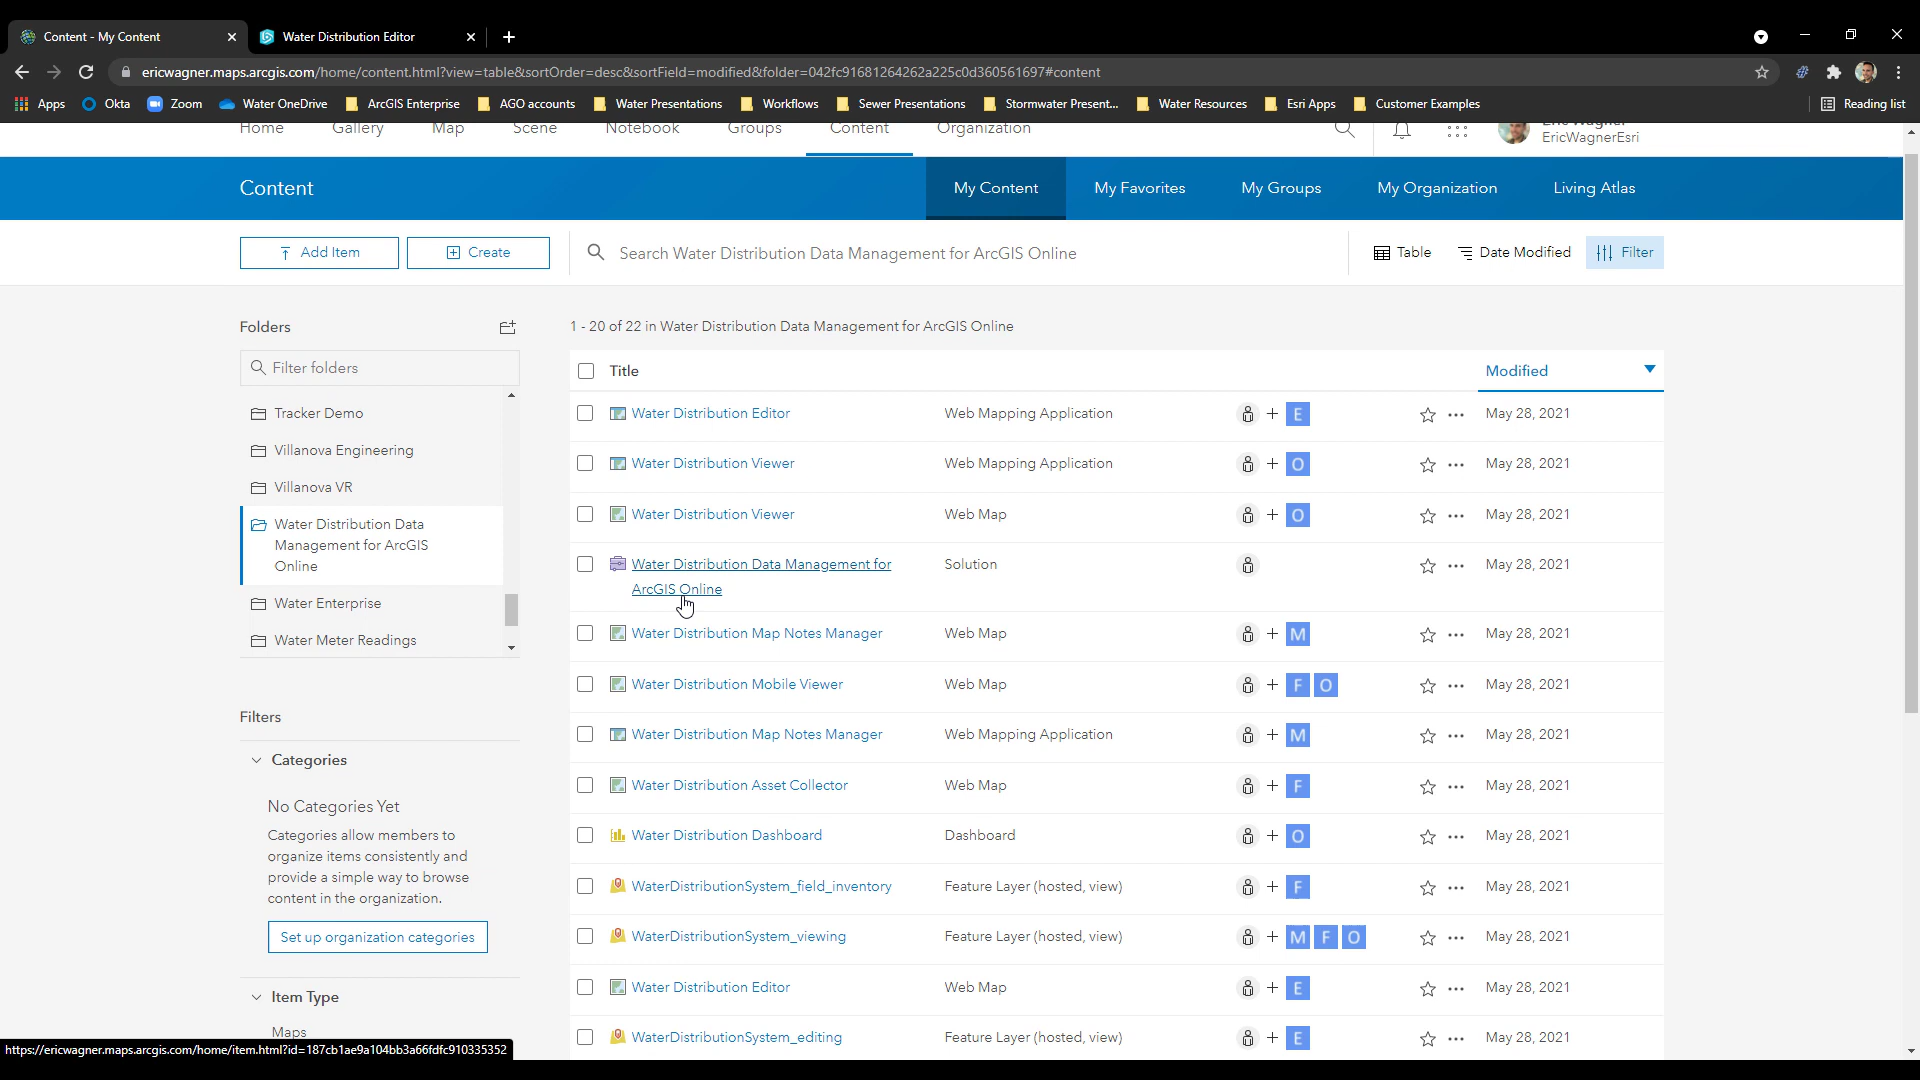 Content - My Content
Water Distribution Editor
ericwagner.maps.arcgis.com/home/content.html?view=table&sortOrder=desc&sortField=modified&folder=042fc91681264262a225c0d360561697#content
Apps Okta Zoom Water OneDrive ArcGIS Enterprise AGO accounts Water Presentations Workflows Sewer Presentations Stormwater Present... Water Resources Esri Apps Customer Examples Reading list
Home Gallery Map Scene Notebook Groups Content Organization
Eric Wagner
EricWagnerEsri
Content
My Content My Favorites My Groups My Organization Living Atlas
Add Item Create Search Water Distribution Data Management for ArcGIS Online Table Date Modified Filter
Folders
Filter folders
Tracker Demo
Villanova Engineering
Villanova VR
Water Distribution Data
Management for ArcGIS
Online
Water Enterprise
Water Meter Readings
Filters
Categories
No Categories Yet
Categories allow members to
organize items consistently and
provide a simple way to browse
content in the organization.
Set up organization categories
Item Type
Maps
1 - 20 of 22 in Water Distribution Data Management for ArcGIS Online
Title Modified
Water Distribution Editor Web Mapping Application + E ... May 28, 2021
Water Distribution Viewer Web Mapping Application + O ... May 28, 2021
Water Distribution Viewer Web Map + O ... May 28, 2021
Water Distribution Data Management for Solution ... May 28, 2021
ArcGIS Online
Water Distribution Map Notes Manager Web Map + M ... May 28, 2021
Water Distribution Mobile Viewer Web Map + F O ... May 28, 2021
Water Distribution Map Notes Manager Web Mapping Application + M ... May 28, 2021
Water Distribution Asset Collector Web Map + F ... May 28, 2021
Water Distribution Dashboard Dashboard + O ... May 28, 2021
WaterDistributionSystem_field_inventory Feature Layer (hosted, view) + F ... May 28, 2021
WaterDistributionSystem_viewing Feature Layer (hosted, view) + M F O ... May 28, 2021
Water Distribution Editor Web Map + E ... May 28, 2021
WaterDistributionSystem_editing Feature Layer (hosted, view) + E ... May 28, 2021
https://ericwagner.maps.arcgis.com/home/item.html?id=187cb1ae9a104bb3a66fdfc910335352